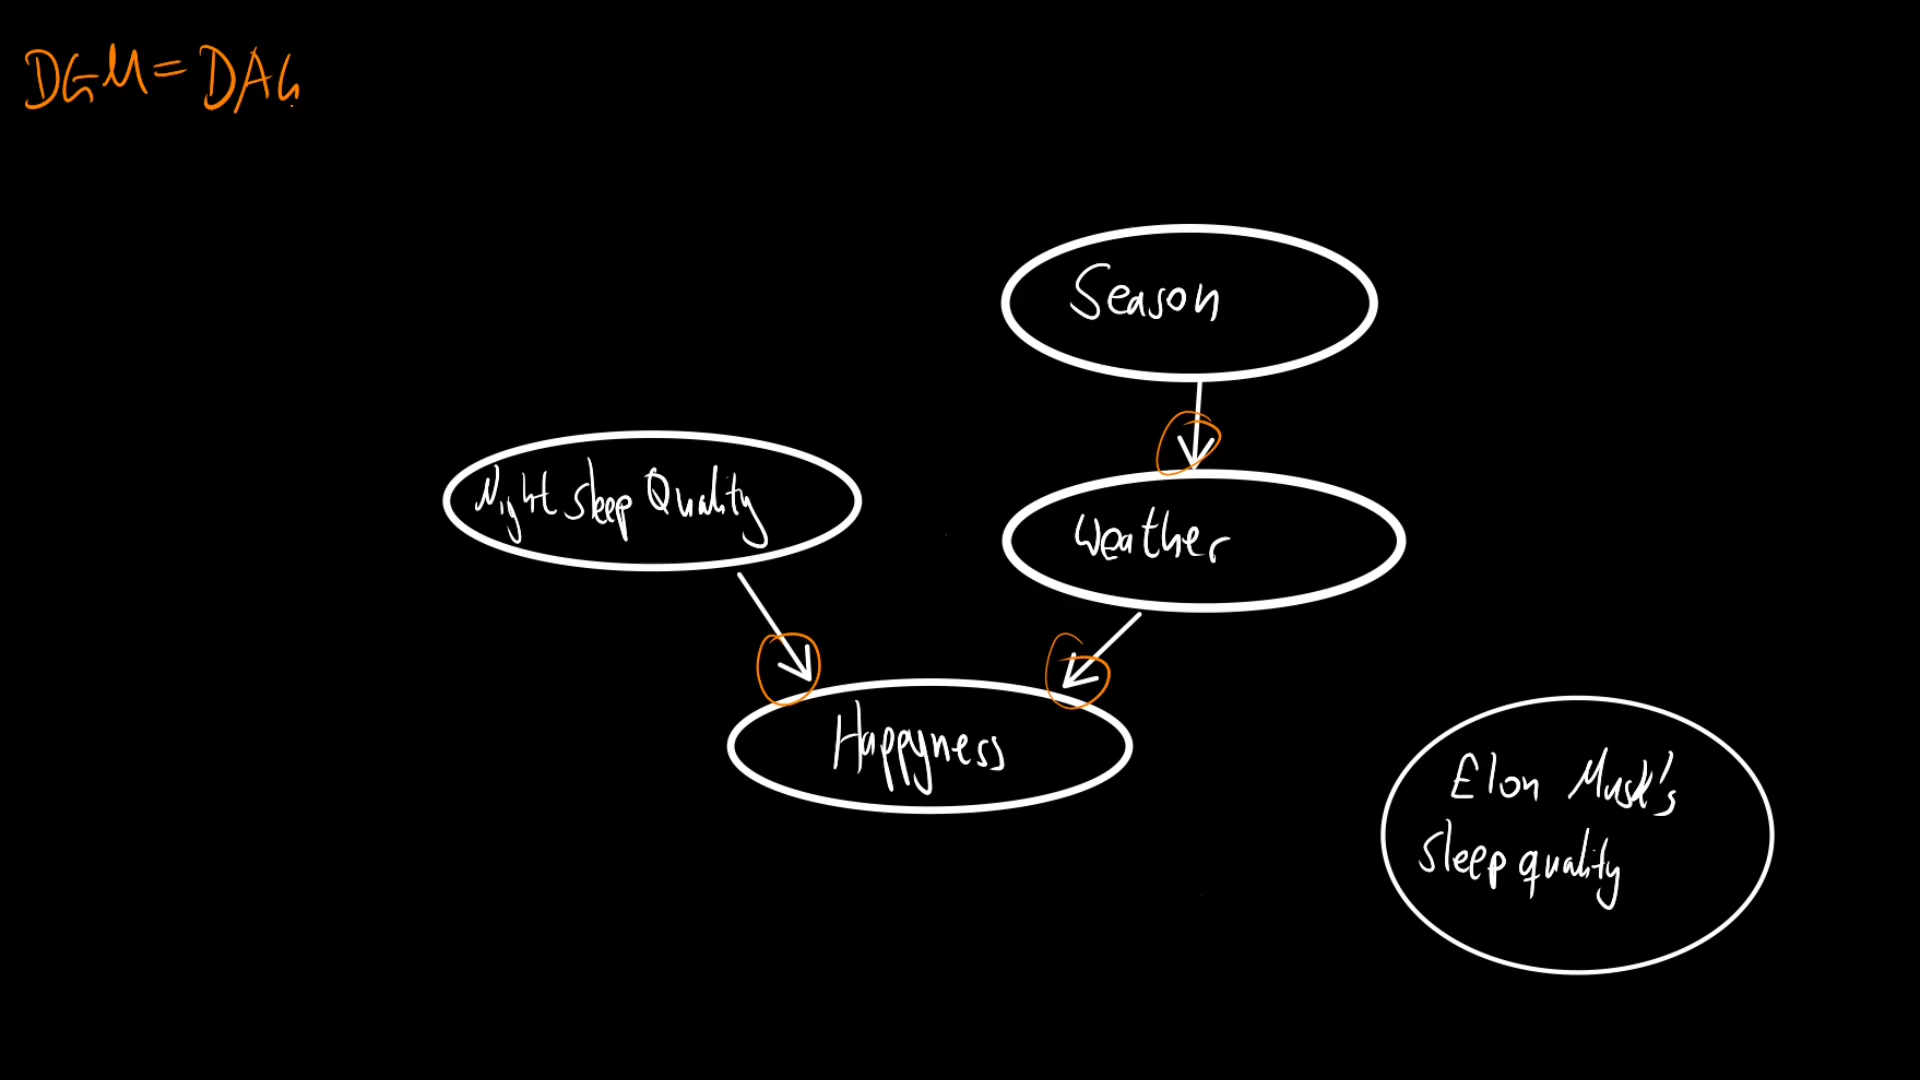 DGM = DAG
Season
Night Sleep Quality
Weather
Happyness
Elon Musk's
sleep quality